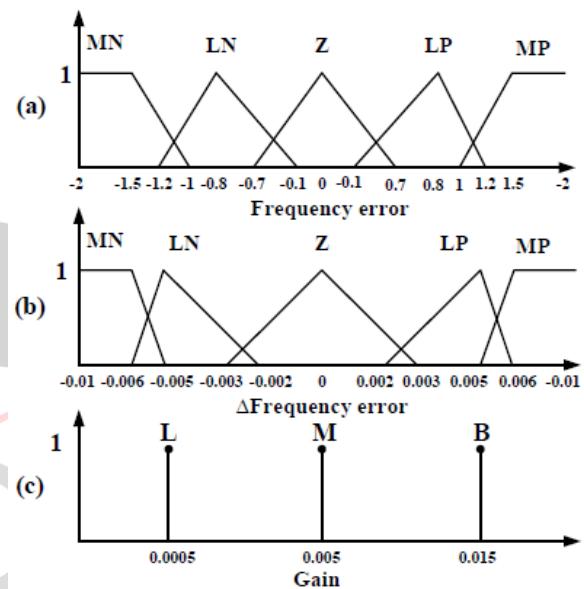 MN LN Z LP MP
1
(a)
-2 -1.5 -1.2 -1 -0.8 -0.7 -0.1 0 -0.1 0.7 0.8 1 1.2 1.5 -2
Frequency error
MN LN Z LP MP
1
(b)
-0.01 -0.006 -0.005 -0.003 -0.002 0 0.002 0.003 0.005 0.006 -0.01
ΔFrequency error
L M B
1
(c)
0.0005 0.005 0.015
Gain